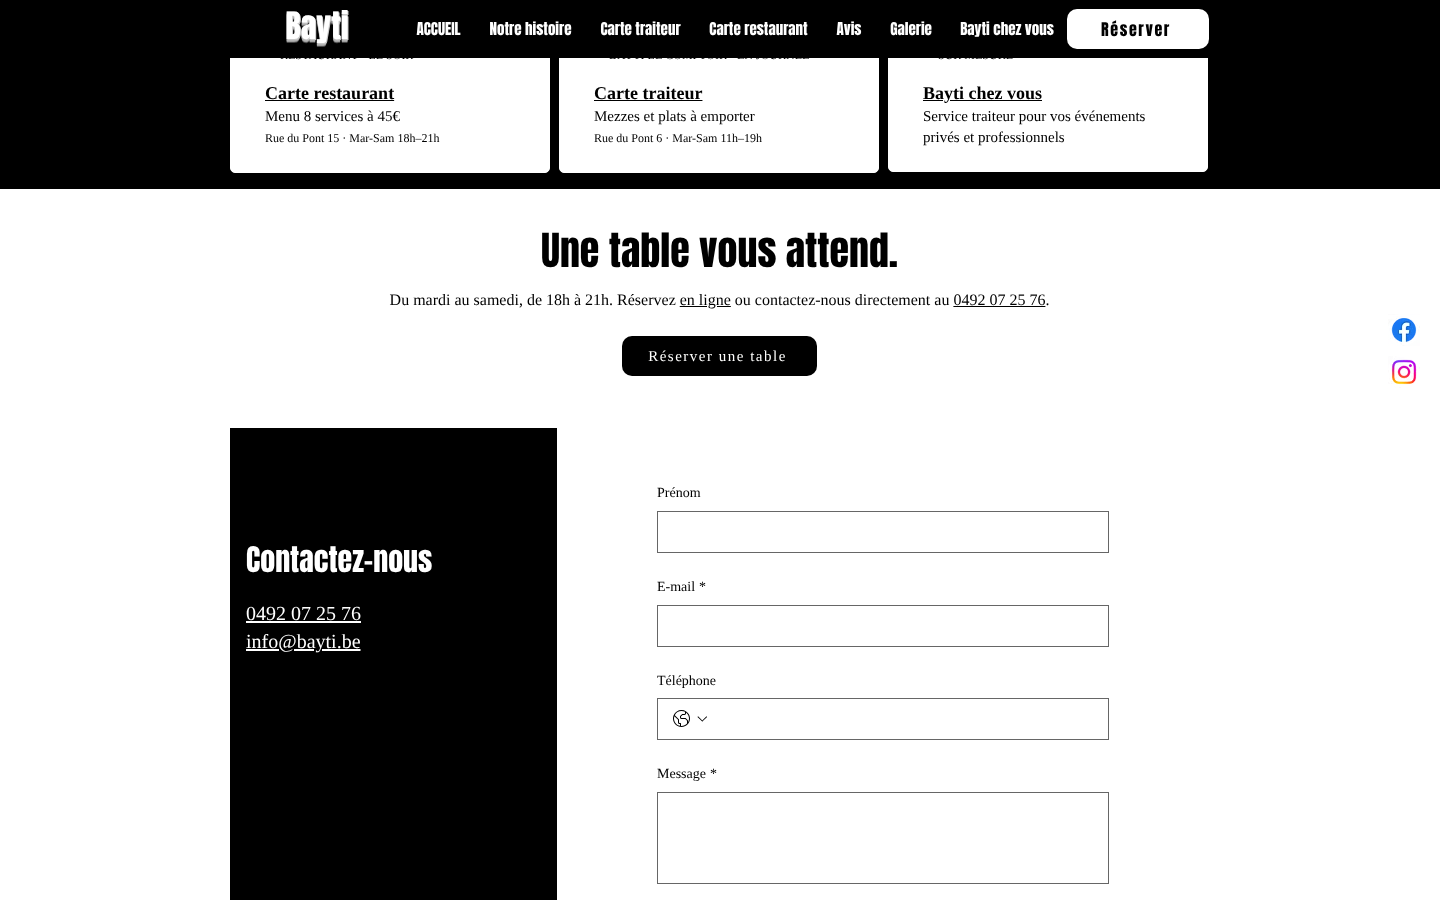 Bayti
ACCUEIL
Notre histoire
Carte traiteur
Carte restaurant
Avis
Galerie
Bayti chez vous
Réserver
Carte restaurant
Menu 8 services à 45€
Rue du Pont 15 · Mar-Sam 18h–21h
Carte traiteur
Mezzes et plats à emporter
Rue du Pont 6 · Mar-Sam 11h–19h
Bayti chez vous
Service traiteur pour vos événements
privés et professionnels
Une table vous attend.
Du mardi au samedi, de 18h à 21h. Réservez en ligne ou contactez-nous directement au 0492 07 25 76.
Réserver une table
Contactez-nous
0492 07 25 76
info@bayti.be
Prénom
E-mail *
Téléphone
Message *